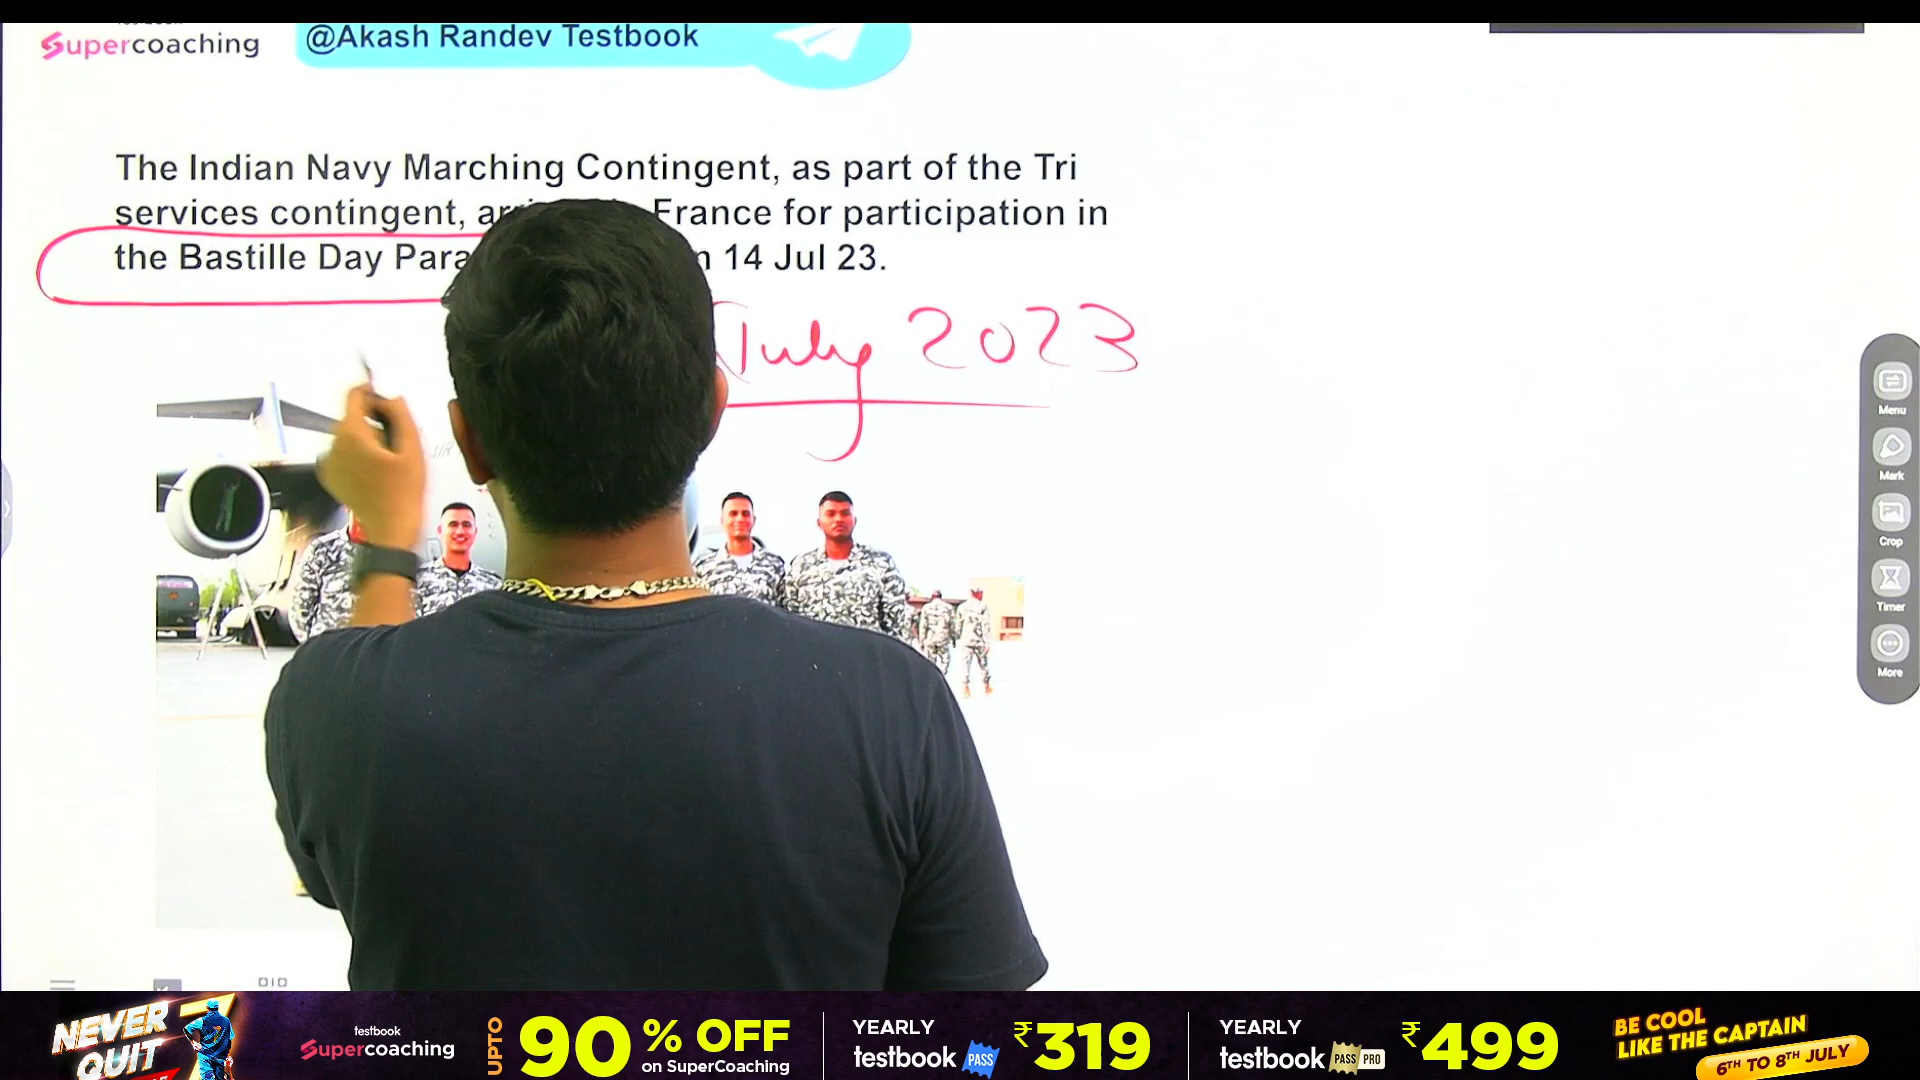 Supercoaching
@Akash Randev Testbook
The Indian Navy Marching Contingent, as part of the Tri
services contingent, France for participation in
the Bastille Day 14 Jul 23.
July 2023
Menu
Mark
Crop
Timer
More
NEVER
QUIT
testbook
Supercoaching
UPTO
90% OFF
on SuperCoaching
YEARLY
testbook PASS
₹319
YEARLY
testbook PASS PRO
₹499
BE COOL
LIKE THE CAPTAIN
6TH TO 8TH JULY